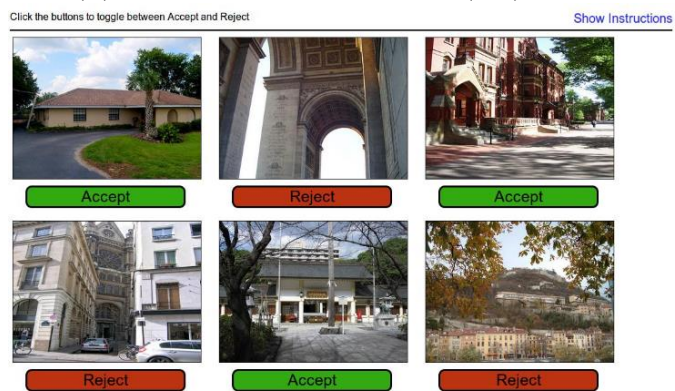 Click the buttons to toggle between Accept and Reject
Show Instructions
Accept
Reject
Accept
Reject
Accept
Reject